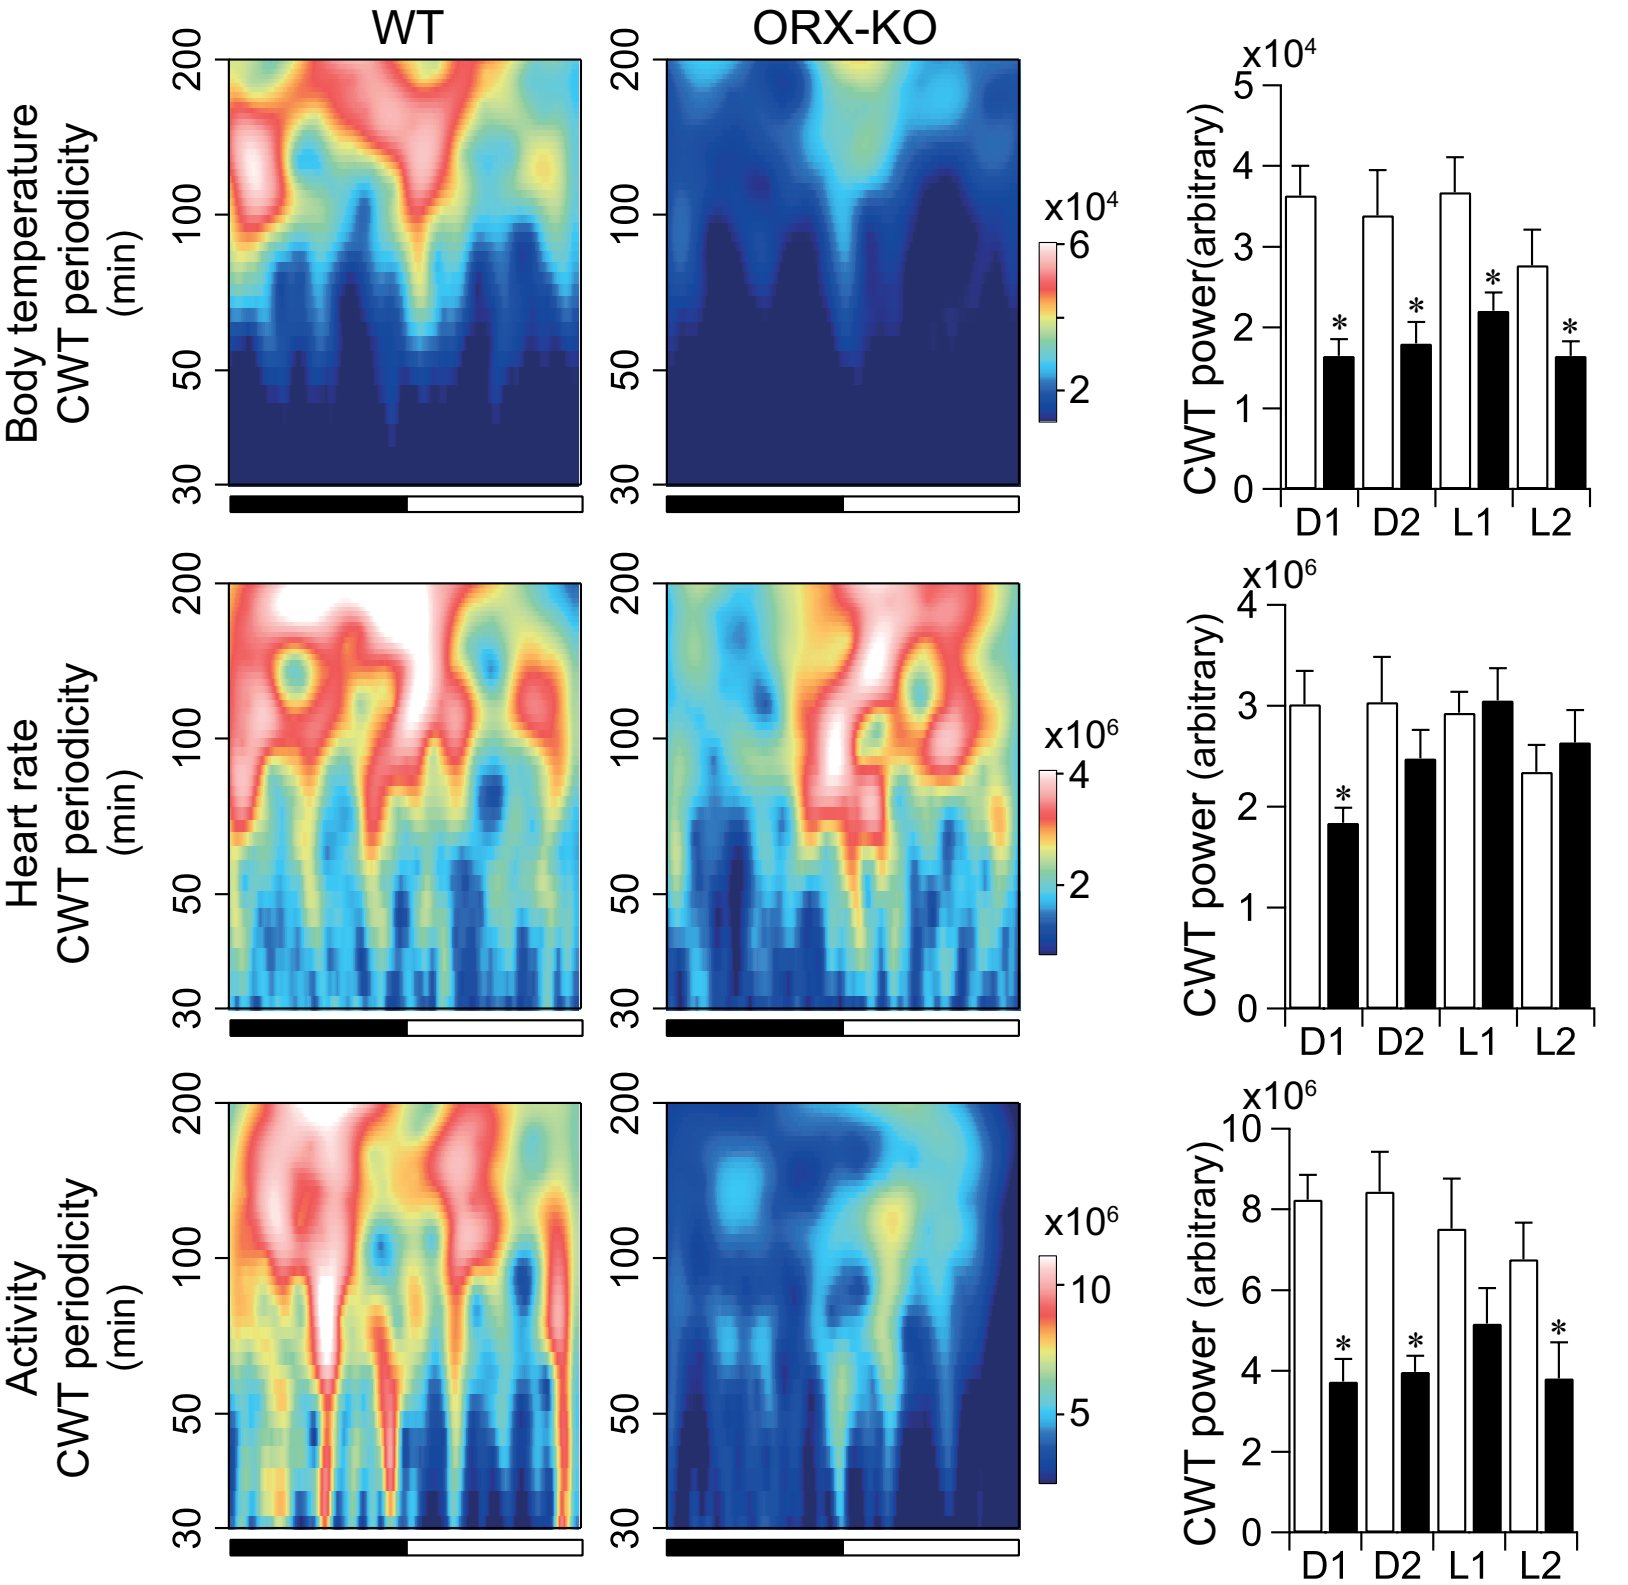 WT
ORX-KO
Body temperature
CWT periodicity
(min)
200
100
50
30
200
100
50
30
x10⁴
6
2
CWT power(arbitrary)
x10⁴
5
4
3
2
1
0
*
*
*
*
D1 D2 L1 L2
Heart rate
CWT periodicity
(min)
200
100
50
30
200
100
50
30
x10⁶
4
2
CWT power (arbitrary)
x10⁶
4
3
2
1
0
*
D1 D2 L1 L2
Activity
CWT periodicity
(min)
200
100
50
30
200
100
50
30
x10⁶
10
5
CWT power (arbitrary)
x10⁶
10
8
6
4
2
0
*
*
*
D1 D2 L1 L2